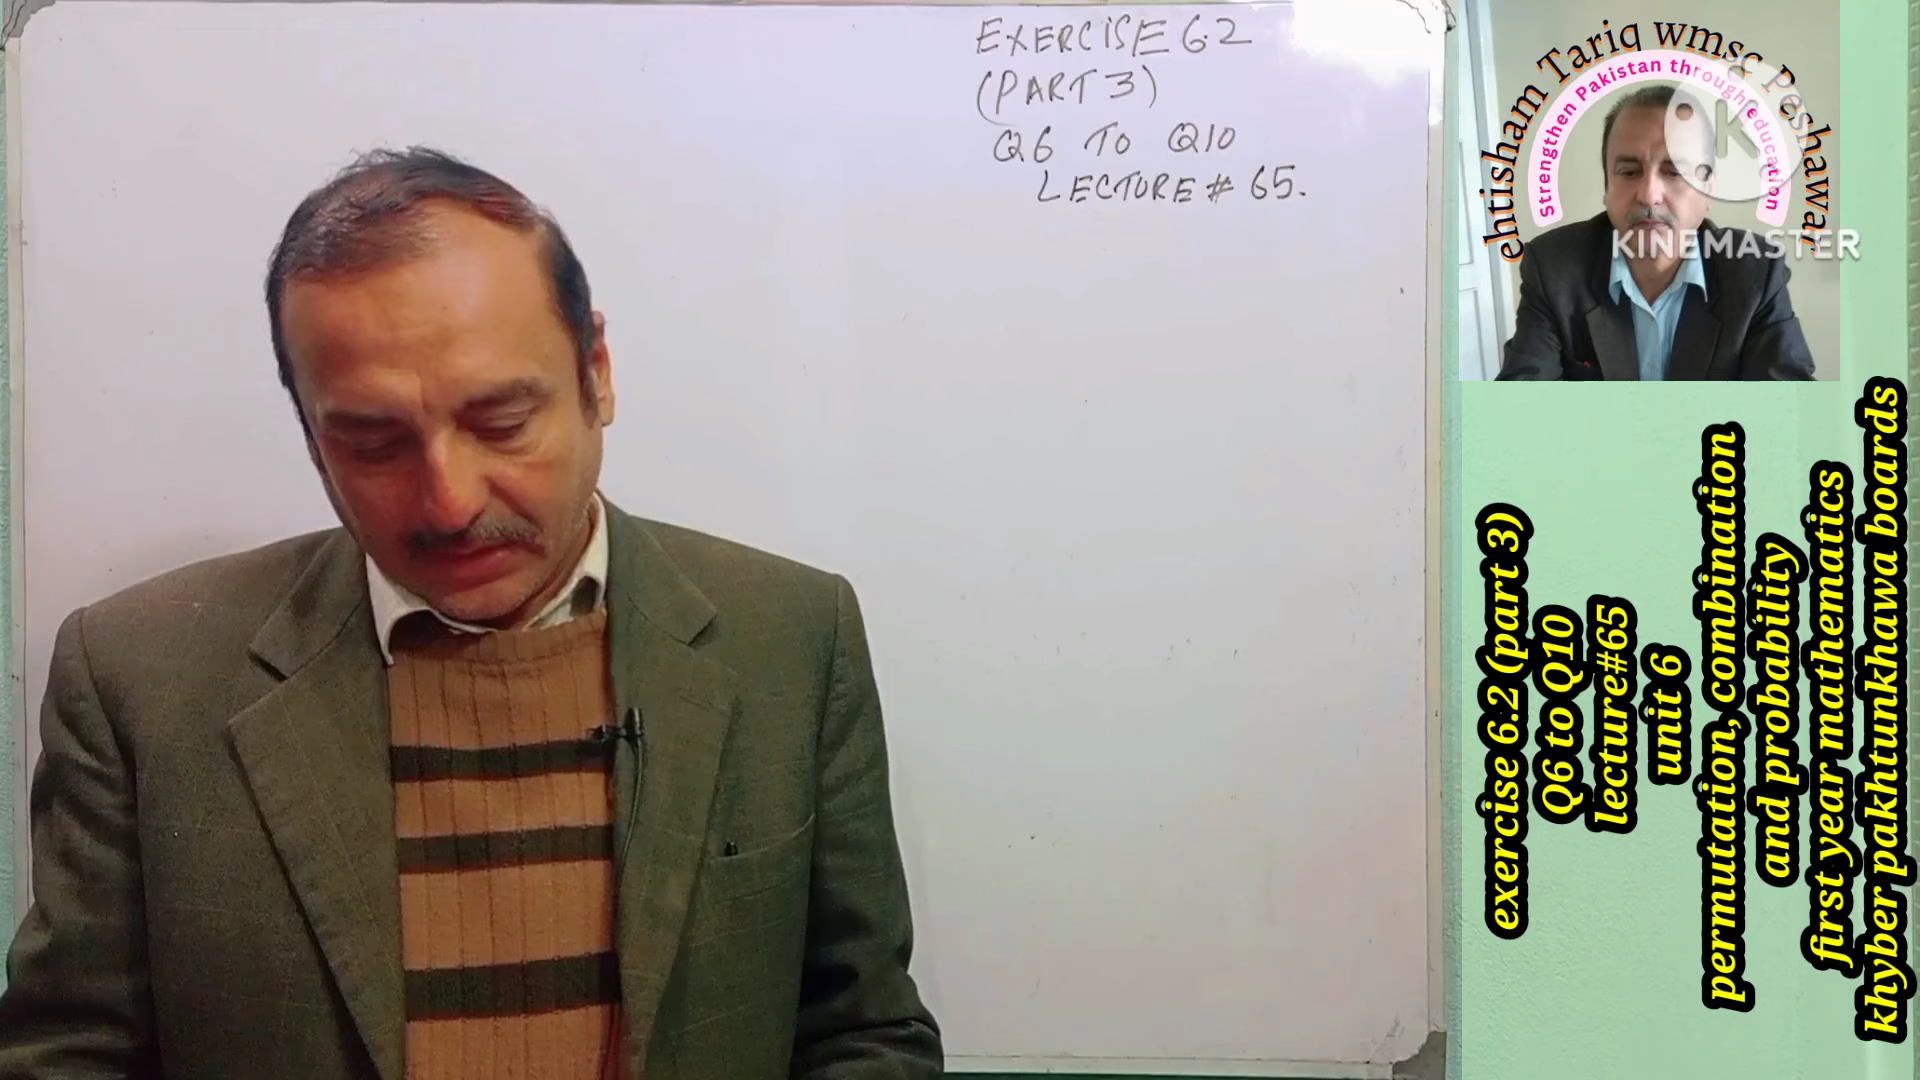 EXERCISE 6.2
(PART 3)
Q6 TO Q10
LECTURE # 65.
ehtisham Tariq wmsg Peshawar
Strengthen Pakistan through education
K
KINEMASTER
exercise 6.2 (part 3)
Q6 to Q10
lecture#65
unit 6
permutation, combination
and probability
first year mathematics
khyber pakhtunkhawa boards